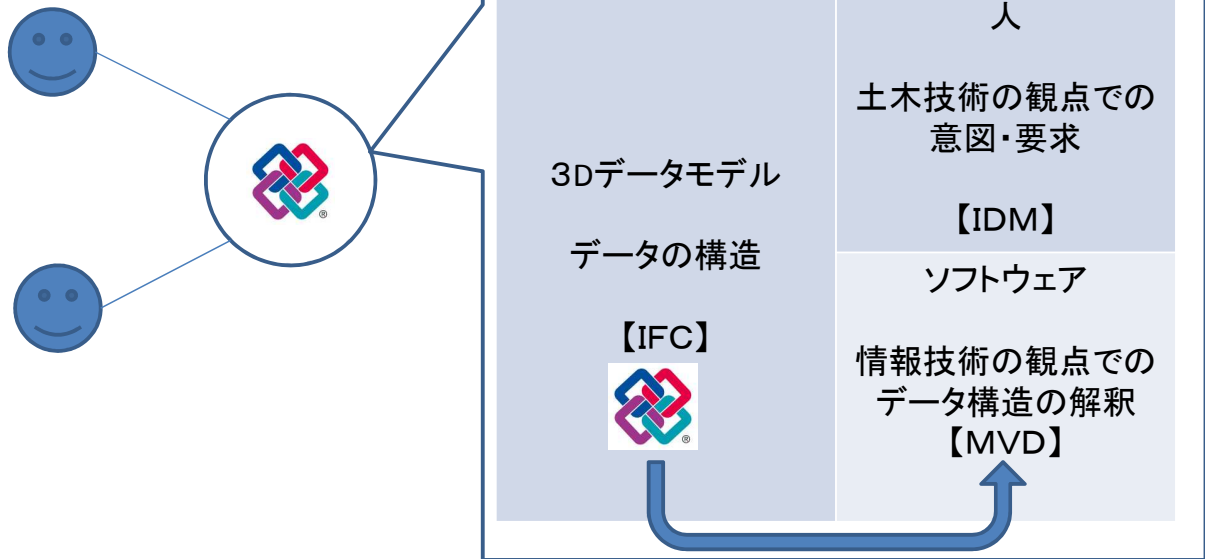 3Dデータモデル
データの構造
【IFC】
®
人
土木技術の観点での
意図・要求
【IDM】
ソフトウェア
情報技術の観点での
データ構造の解釈
【MVD】
®